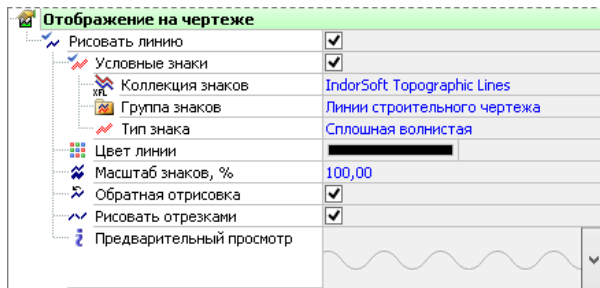 Отображение на чертеже
Рисовать линию
Условные знаки
Коллекция знаков IndorSoft Topographic Lines
XFL
Группа знаков Линии строительного чертежа
Тип знака Сплошная волнистая
Цвет линии
Масштаб знаков, % 100,00
Обратная отрисовка
Рисовать отрезками
Предварительный просмотр